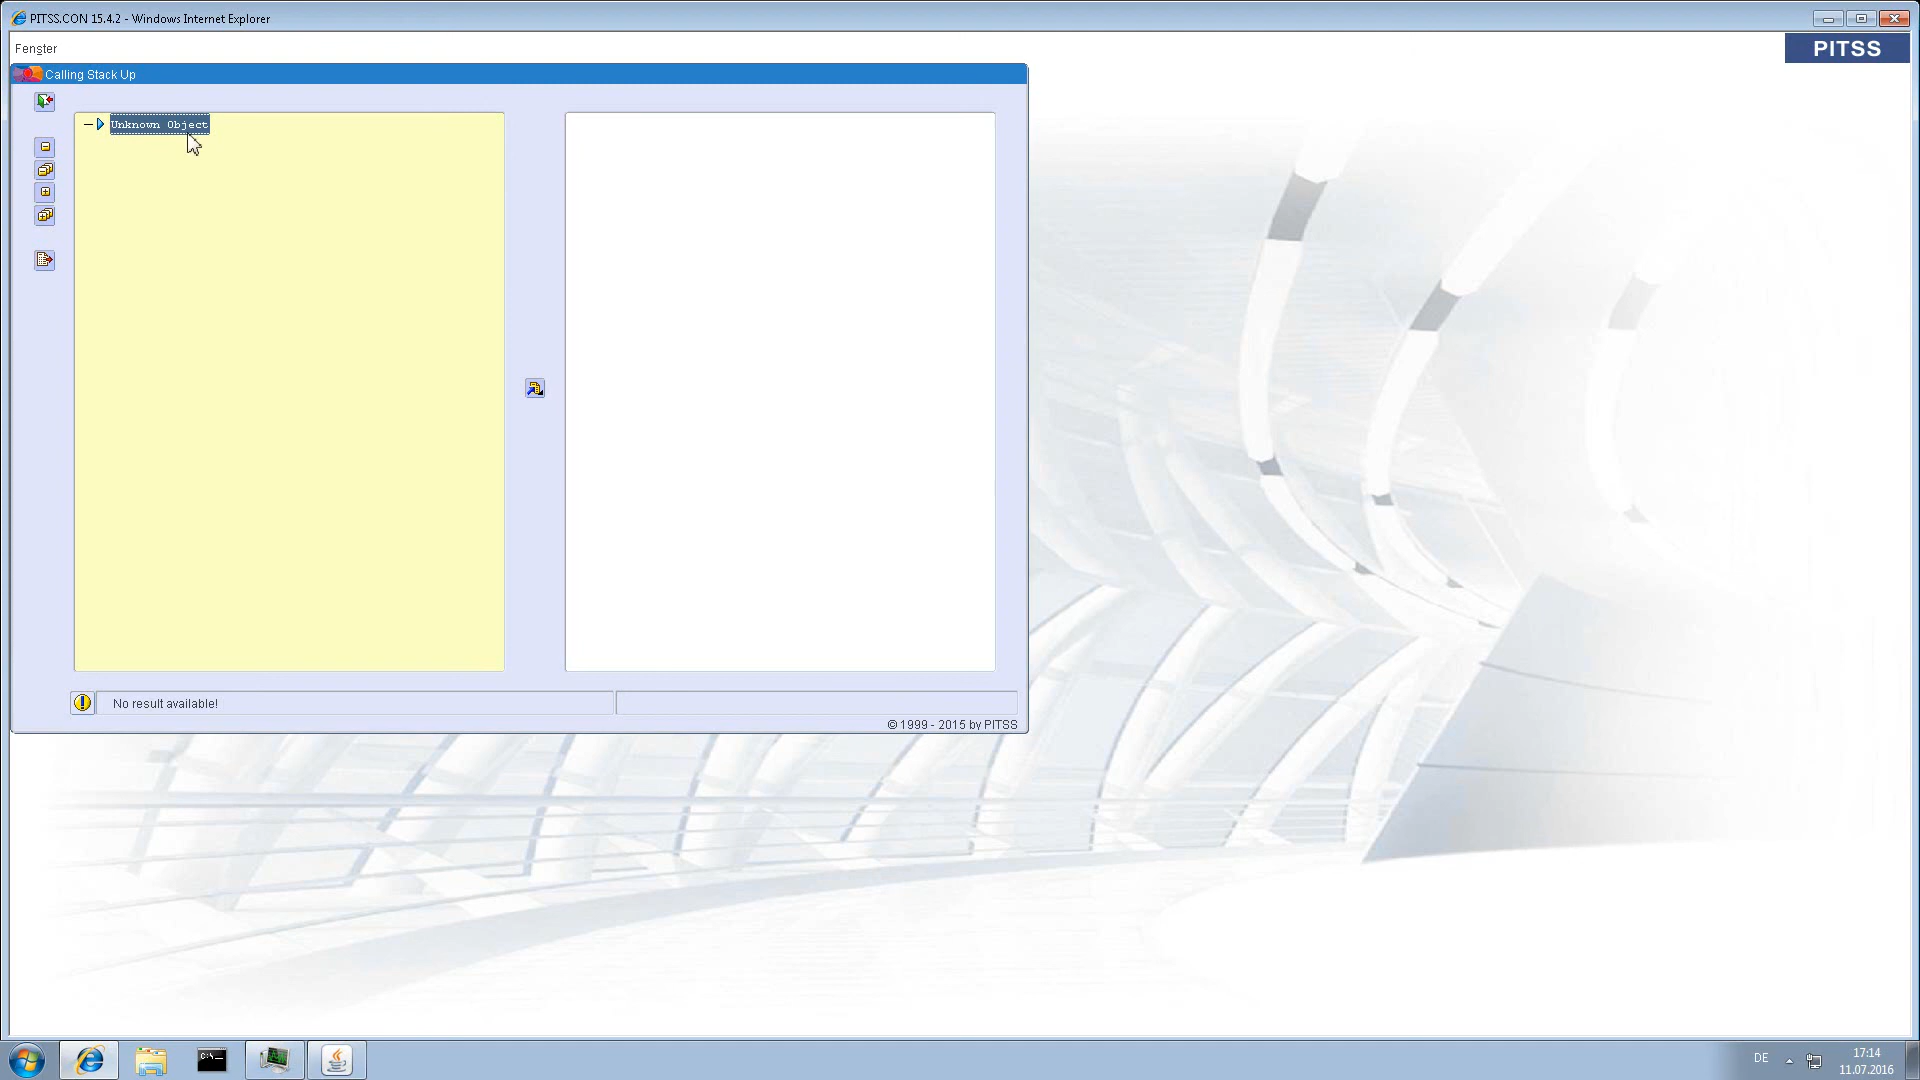 PITSS.CON 15.4.2 - Windows Internet Explorer
Fenster
PITSS
Calling Stack Up
Unknown Object
No result available!
© 1999 - 2015 by PITSS
C:\_
DE
17:14
11.07.2016